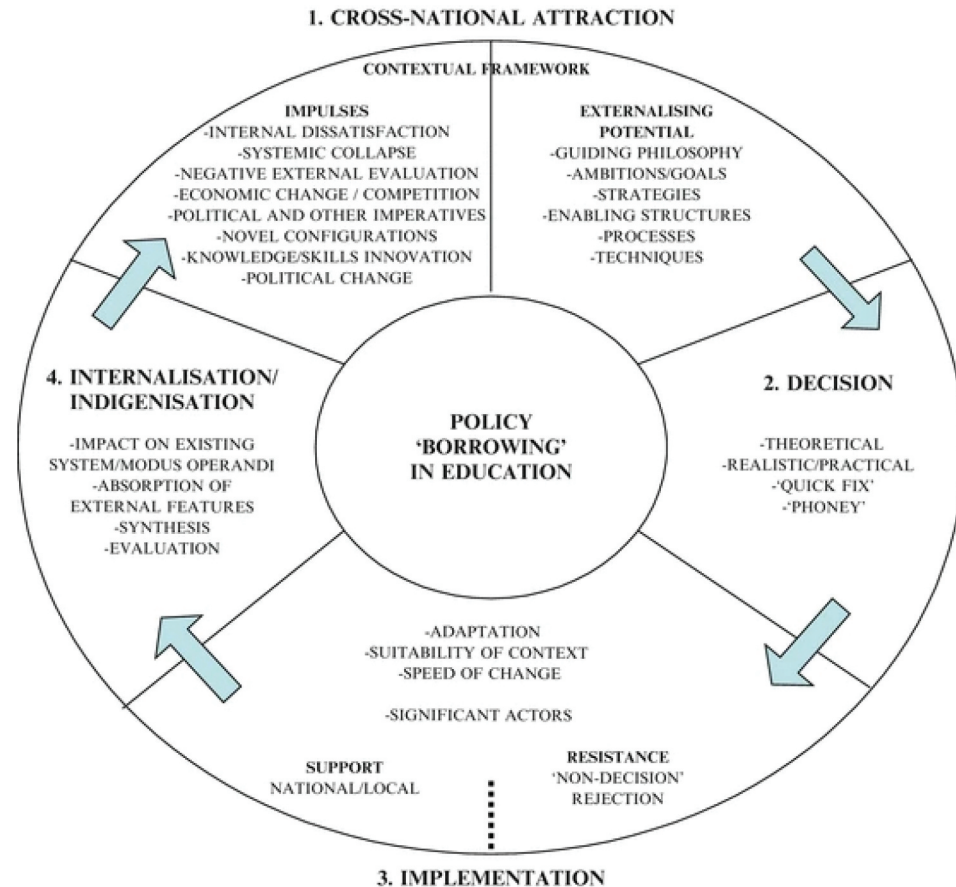 1. CROSS-NATIONAL ATTRACTION
CONTEXTUAL FRAMEWORK
IMPULSES
-INTERNAL DISSATISFACTION
-SYSTEMIC COLLAPSE
-NEGATIVE EXTERNAL EVALUATION
-ECONOMIC CHANGE / COMPETITION
-POLITICAL AND OTHER IMPERATIVES
-NOVEL CONFIGURATIONS
-KNOWLEDGE/SKILLS INNOVATION
-POLITICAL CHANGE
EXTERNALISING
POTENTIAL
-GUIDING PHILOSOPHY
-AMBITIONS/GOALS
-STRATEGIES
-ENABLING STRUCTURES
-PROCESSES
-TECHNIQUES
2. DECISION
-THEORETICAL
-REALISTIC/PRACTICAL
-‘QUICK FIX’
-‘PHONEY’
POLICY
‘BORROWING’
IN EDUCATION
4. INTERNALISATION/
INDIGENISATION
-IMPACT ON EXISTING
SYSTEM/MODUS OPERANDI
-ABSORPTION OF
EXTERNAL FEATURES
-SYNTHESIS
-EVALUATION
-ADAPTATION
-SUITABILITY OF CONTEXT
-SPEED OF CHANGE
-SIGNIFICANT ACTORS
SUPPORT
NATIONAL/LOCAL
RESISTANCE
‘NON-DECISION’
REJECTION
3. IMPLEMENTATION